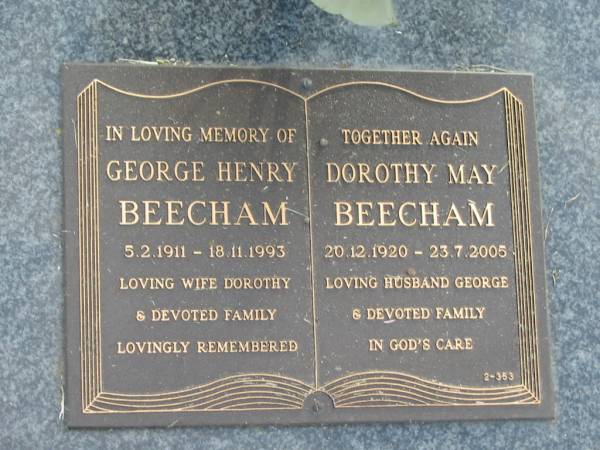 IN LOVING MEMORY OF
GEORGE HENRY
BEECHAM
5.2.1911 - 18.11.1993
LOVING WIFE DOROTHY
& DEVOTED FAMILY
LOVINGLY REMEMBERED
TOGETHER AGAIN
DOROTHY MAY
BEECHAM
20.12.1920 - 23.7.2005
LOVING HUSBAND GEORGE
& DEVOTED FAMILY
IN GOD'S CARE
2-353